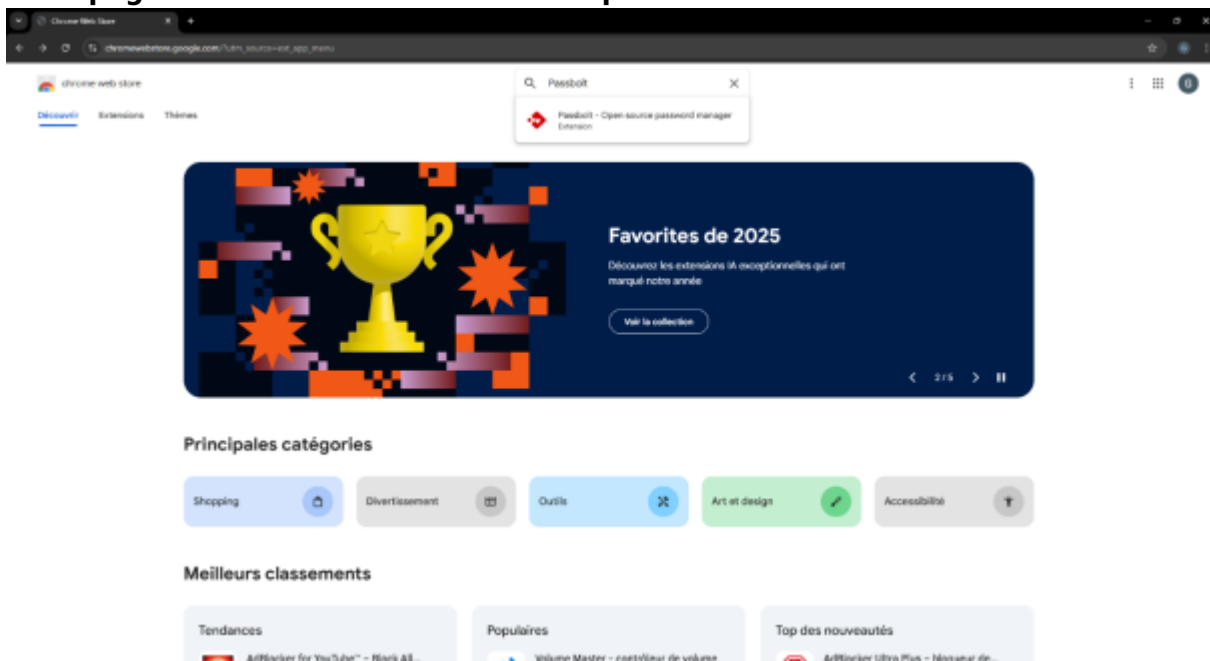 Chrome Web Store
chromewebstore.google.com/?utm_source=ext_app_menu
chrome web store
Passbolt
Découvrir Extensions Thèmes
Passbolt - Open source password manager
Extension
Favorites de 2025
Découvrez les extensions IA exceptionnelles qui ont
marqué notre année
Voir la collection
2/5
Principales catégories
Shopping Divertissement Outils Art et design Accessibilité
Meilleurs classements
Tendances Populaires Top des nouveautés
AdBlocker for YouTube™ - Block All... Volume Master - contrôleur de volume AdBlocker Ultra Plus - bloqueur de...